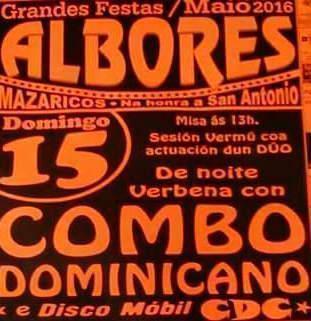 Grandes Festas / Maio 2016
ALBORES
MAZARICOS • Na honra a San Antonio
Domingo
15
Misa ás 13h.
Sesión Vermú coa
actuación dun DÚO
De noite
Verbena con
COMBO
DOMINICANO
e Disco Móbil CDC